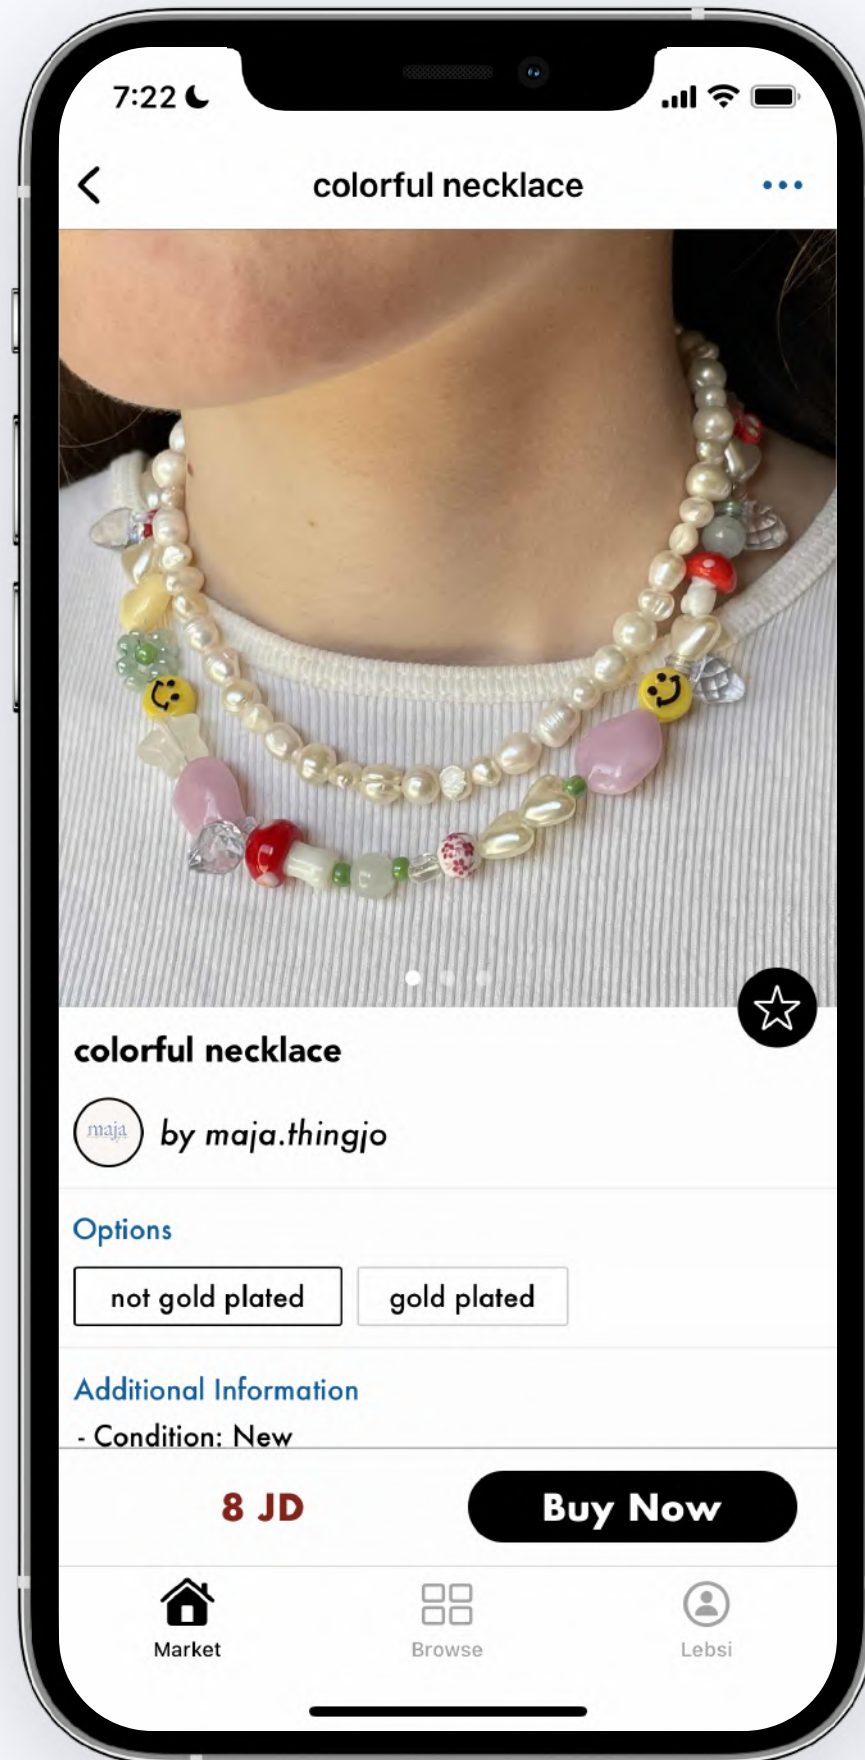 7:22
colorful necklace
colorful necklace
maja
by maja.thingjo
Options
not gold plated
gold plated
Additional Information
- Condition: New
8 JD
Buy Now
Market
Browse
Lebsi